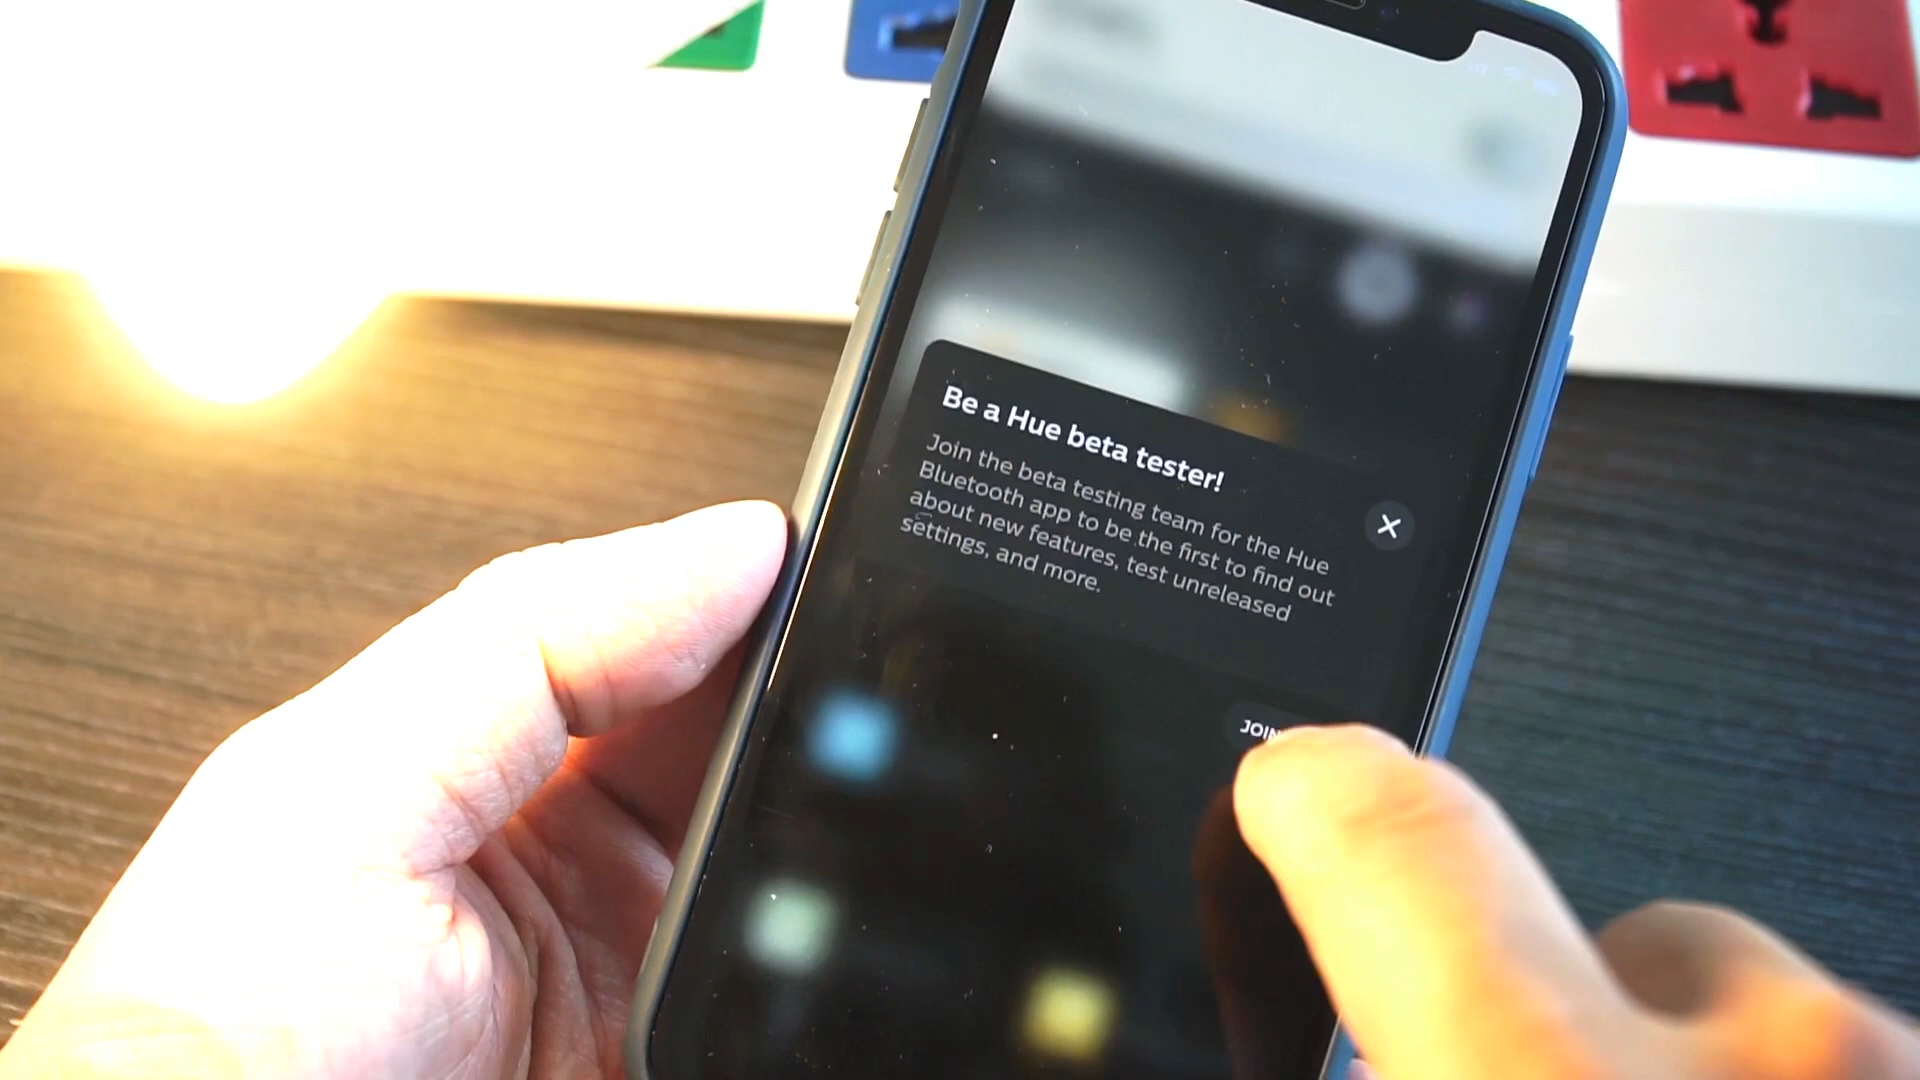 Be a Hue beta tester!
Join the beta testing team for the Hue
Bluetooth app to be the first to find out
about new features, test unreleased
settings, and more.
JOIN